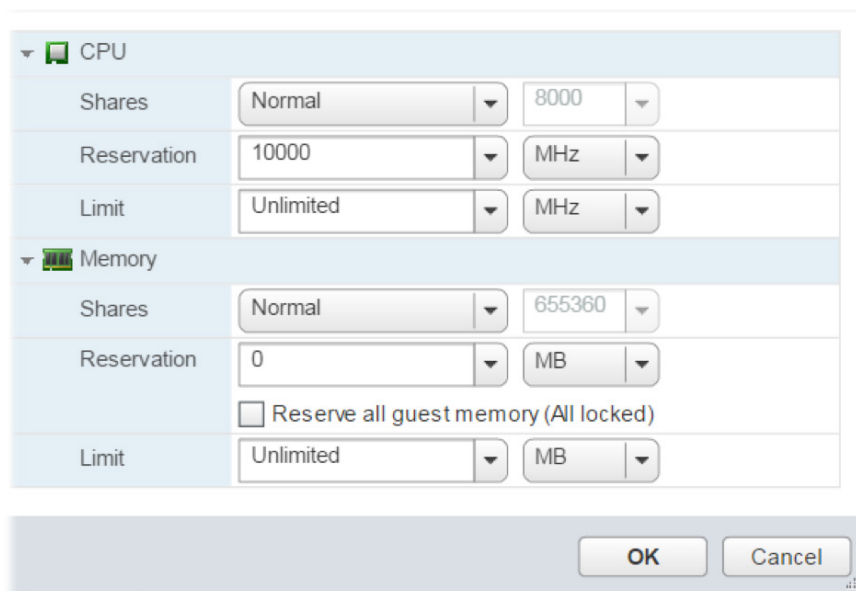 CPU
Shares Normal 8000
Reservation 10000 MHz
Limit Unlimited MHz
Memory
Shares Normal 655360
Reservation 0 MB
Reserve all guest memory (All locked)
Limit Unlimited MB
OK Cancel